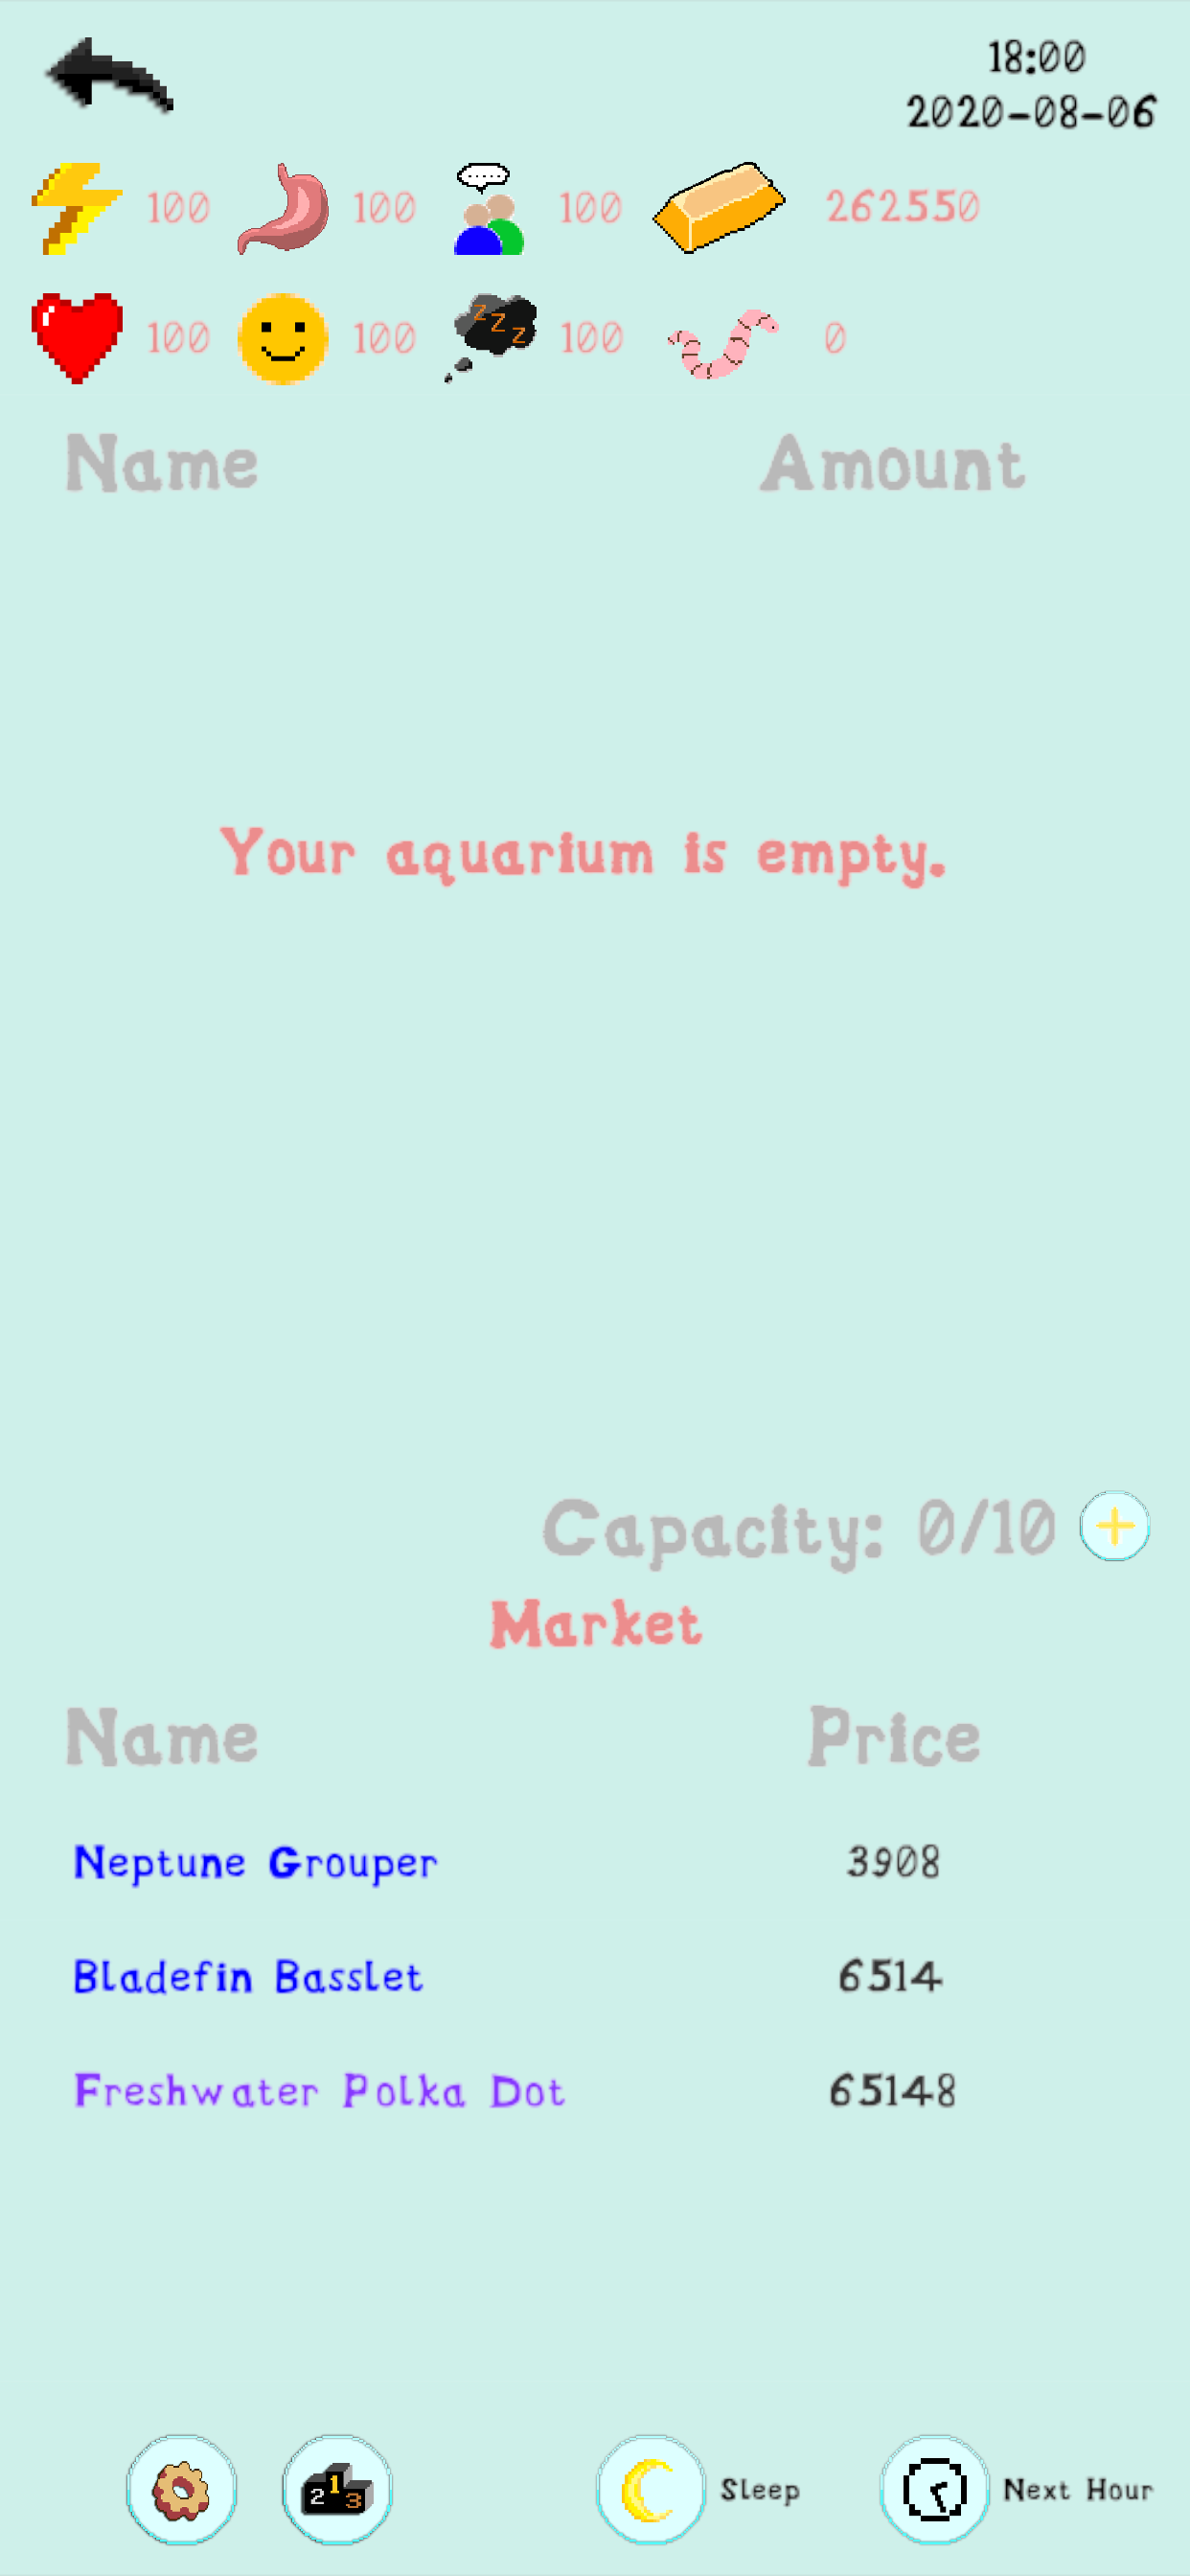 18:00
2020-08-06
100 100 100 262550
100 100 100 0
Name Amount
Your aquarium is empty.
Capacity: 0/10
Market
Name Price
Neptune Grouper 3908
Bladefin Basslet 6514
Freshwater Polka Dot 65148
2 1 3 Sleep Next Hour